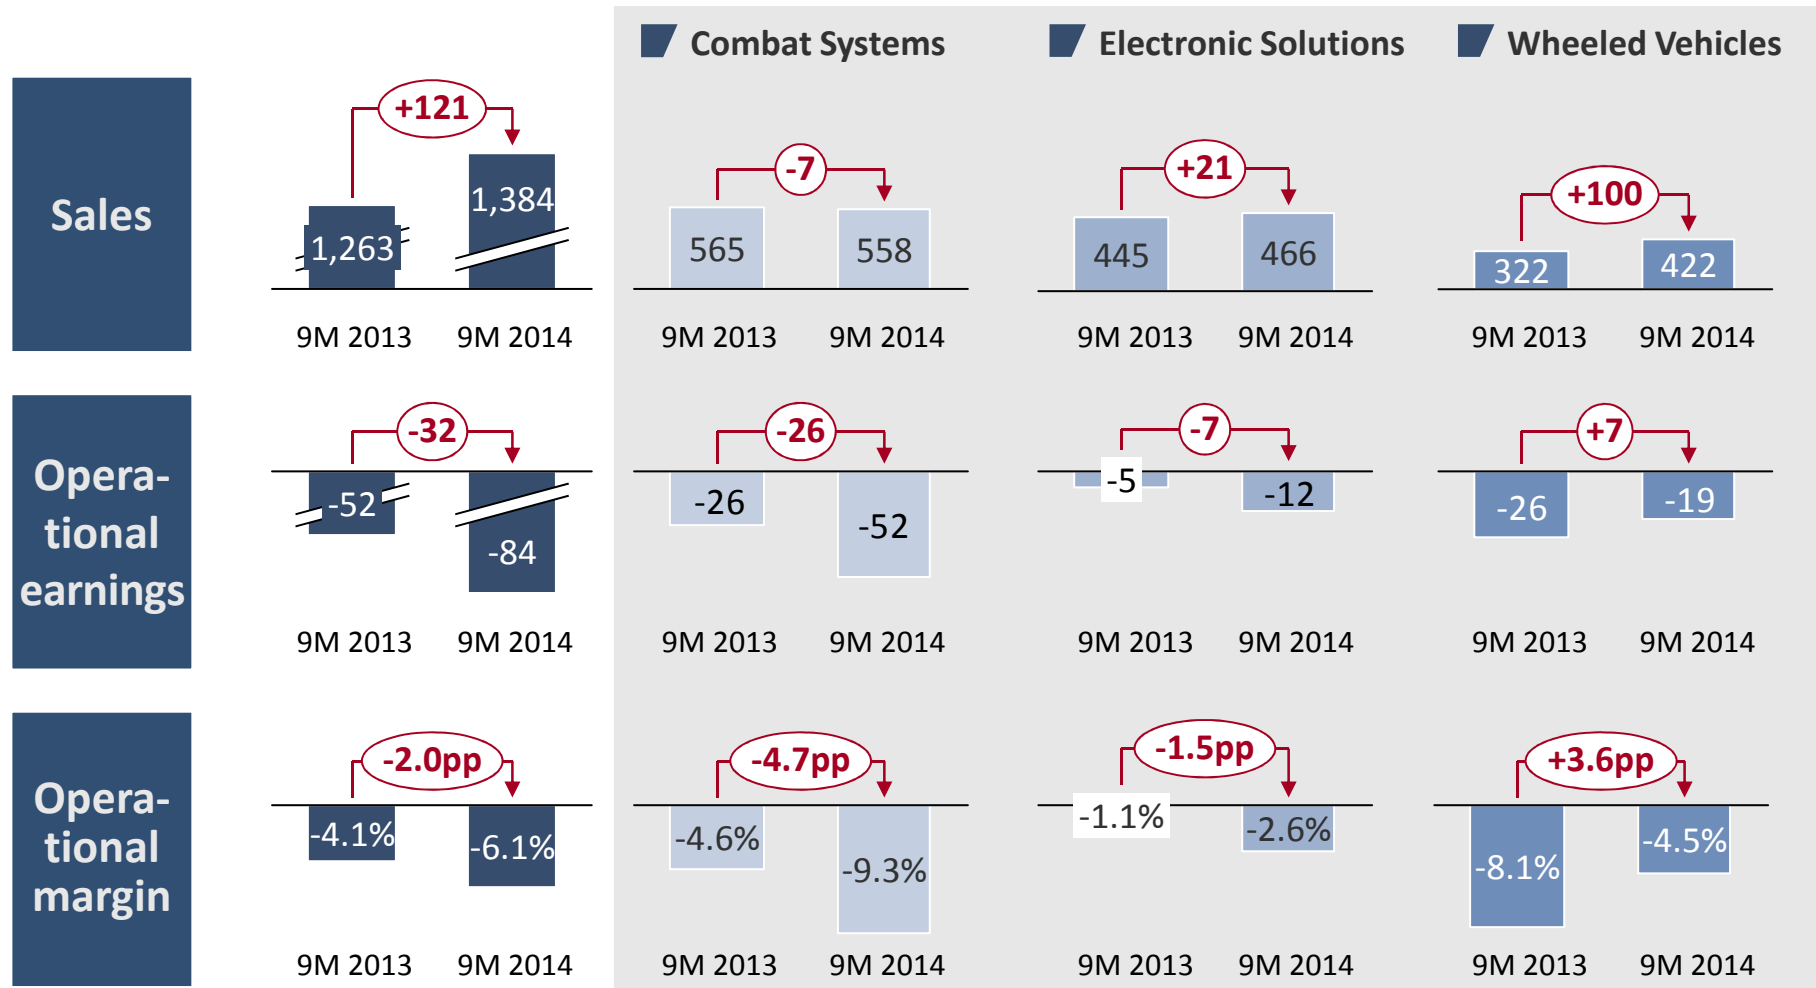 Combat Systems
Electronic Solutions
Wheeled Vehicles
Sales
+121
1,263
1,384
9M 2013
9M 2014
-7
565
558
9M 2013
9M 2014
+21
445
466
9M 2013
9M 2014
+100
322
422
9M 2013
9M 2014
Opera-
tional
earnings
-32
-52
-84
9M 2013
9M 2014
-26
-26
-52
9M 2013
9M 2014
-7
-5
-12
9M 2013
9M 2014
+7
-26
-19
9M 2013
9M 2014
Opera-
tional
margin
-2.0pp
-4.1%
-6.1%
9M 2013
9M 2014
-4.7pp
-4.6%
-9.3%
9M 2013
9M 2014
-1.5pp
-1.1%
-2.6%
9M 2013
9M 2014
+3.6pp
-8.1%
-4.5%
9M 2013
9M 2014